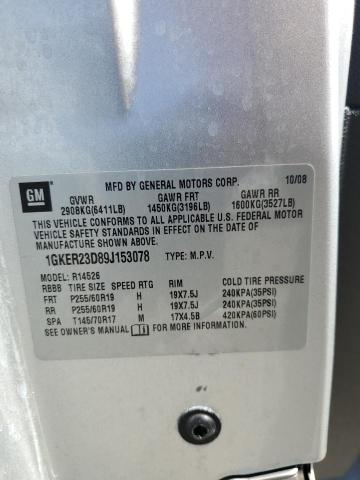 GM
MFD BY GENERAL MOTORS CORP. 10/08
GVWR GAWR FRT GAWR RR
2908KG(6411LB) 1450KG(3196LB) 1600KG(3527LB)
THIS VEHICLE CONFORMS TO ALL APPLICABLE U.S. FEDERAL MOTOR
VEHICLE SAFETY STANDARDS IN EFFECT ON THE DATE OF
MANUFACTURE SHOWN ABOVE.
1GKER23D89J153078 TYPE: M.P.V.
MODEL: R14526
RBBB TIRE SIZE SPEED RTG RIM COLD TIRE PRESSURE
FRT P255/60R19 H 19X7.5J 240KPA(35PSI)
RR P255/60R19 H 19X7.5J 240KPA(35PSI)
SPA T145/70R17 M 17X4.5B 420KPA(60PSI)
SEE OWNER'S MANUAL FOR MORE INFORMATION.